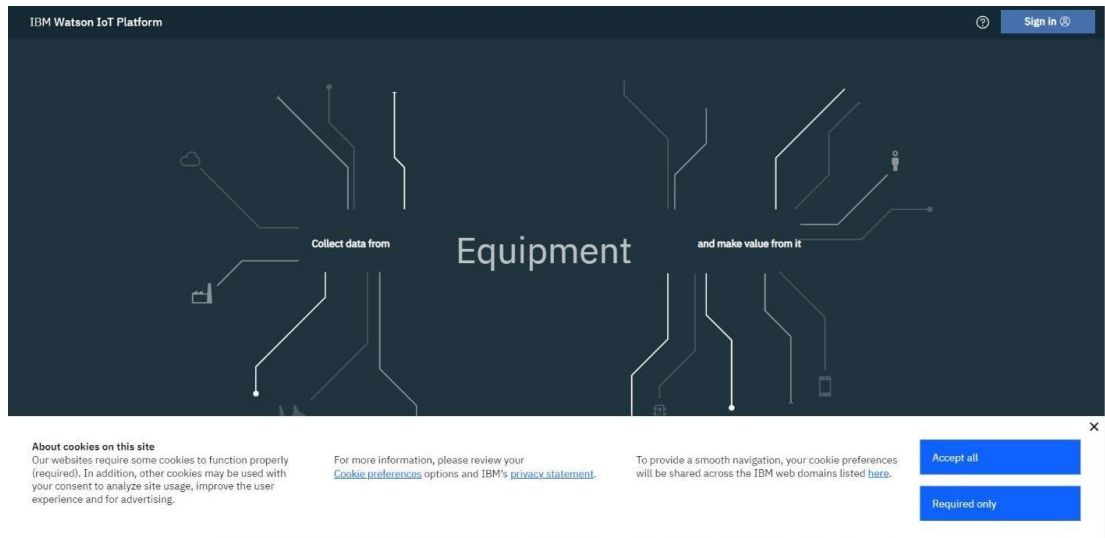 IBM Watson IoT Platform
Sign in
Collect data from
Equipment
and make value from it
About cookies on this site
Our websites require some cookies to function properly
(required). In addition, other cookies may be used with
your consent to analyze site usage, improve the user
experience and for advertising.
For more information, please review your
Cookie preferences options and IBM's privacy statement.
To provide a smooth navigation, your cookie preferences
will be shared across the IBM web domains listed here.
Accept all
Required only